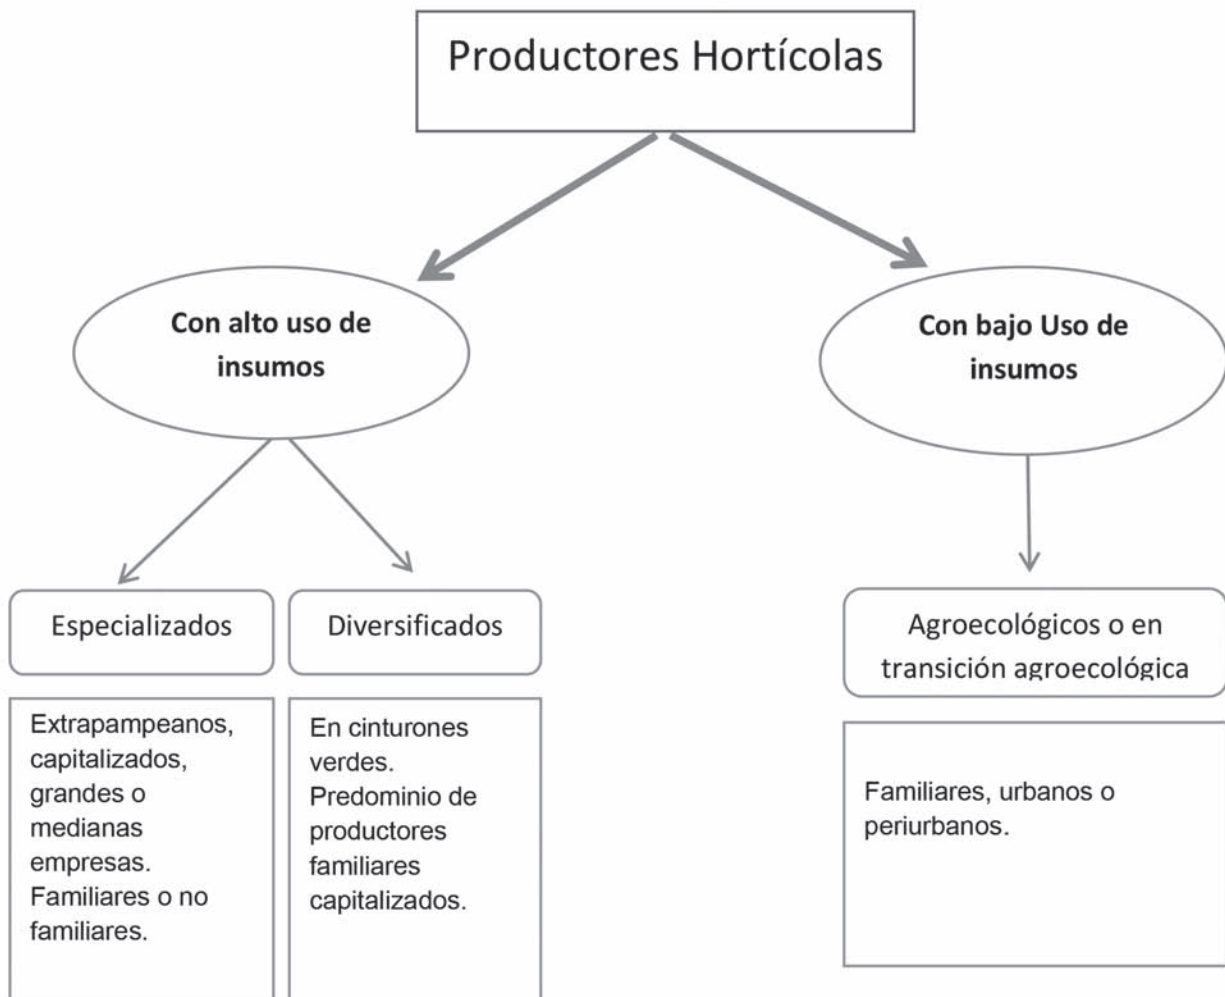 Productores Hortícolas
Con alto uso de
insumos
Con bajo Uso de
insumos
Especializados
Diversificados
Agroecológicos o en
transición agroecológica
Extrapampeanos,
capitalizados,
grandes o
medianas
empresas.
Familiares o no
familiares.
En cinturones
verdes.
Predominio de
productores
familiares
capitalizados.
Familiares, urbanos o
periurbanos.